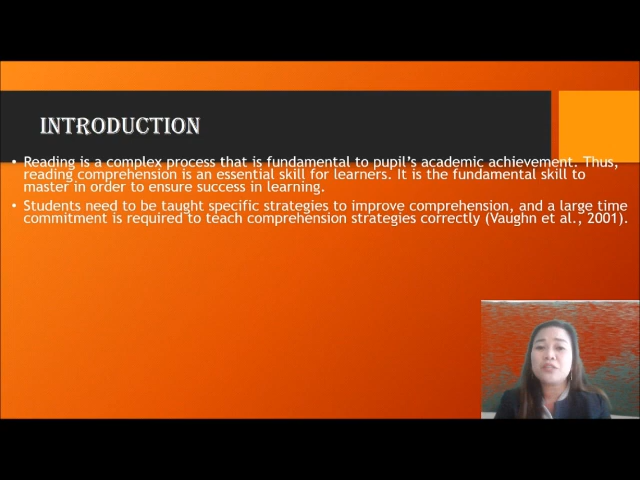 INTRODUCTION
• Reading is a complex process that is fundamental to pupil's academic achievement. Thus,
reading comprehension is an essential skill for learners. It is the fundamental skill to
master in order to ensure success in learning.
• Students need to be taught specific strategies to improve comprehension, and a large time
commitment is required to teach comprehension strategies correctly (Vaughn et al., 2001).